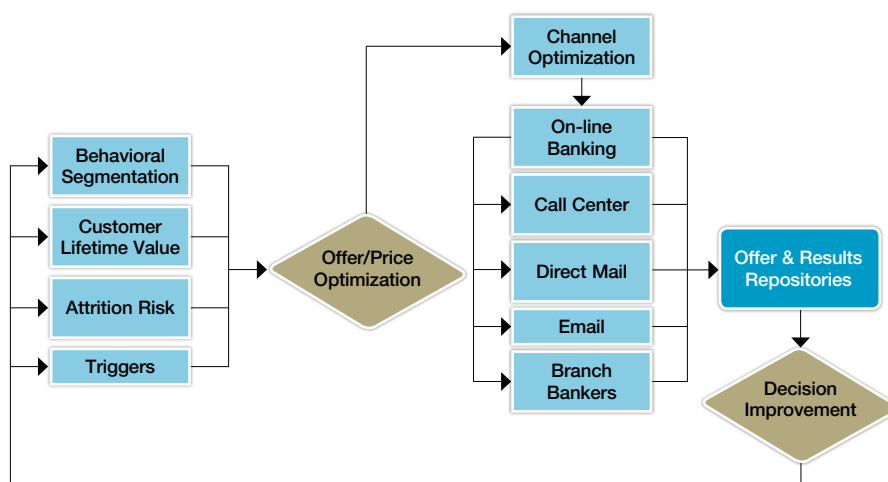 Channel
Optimization
On-line
Banking
Behavioral
Segmentation
Call Center
Customer
Lifetime Value
Offer/Price
Optimization
Direct Mail
Offer & Results
Repositories
Attrition Risk
Email
Triggers
Branch
Bankers
Decision
Improvement